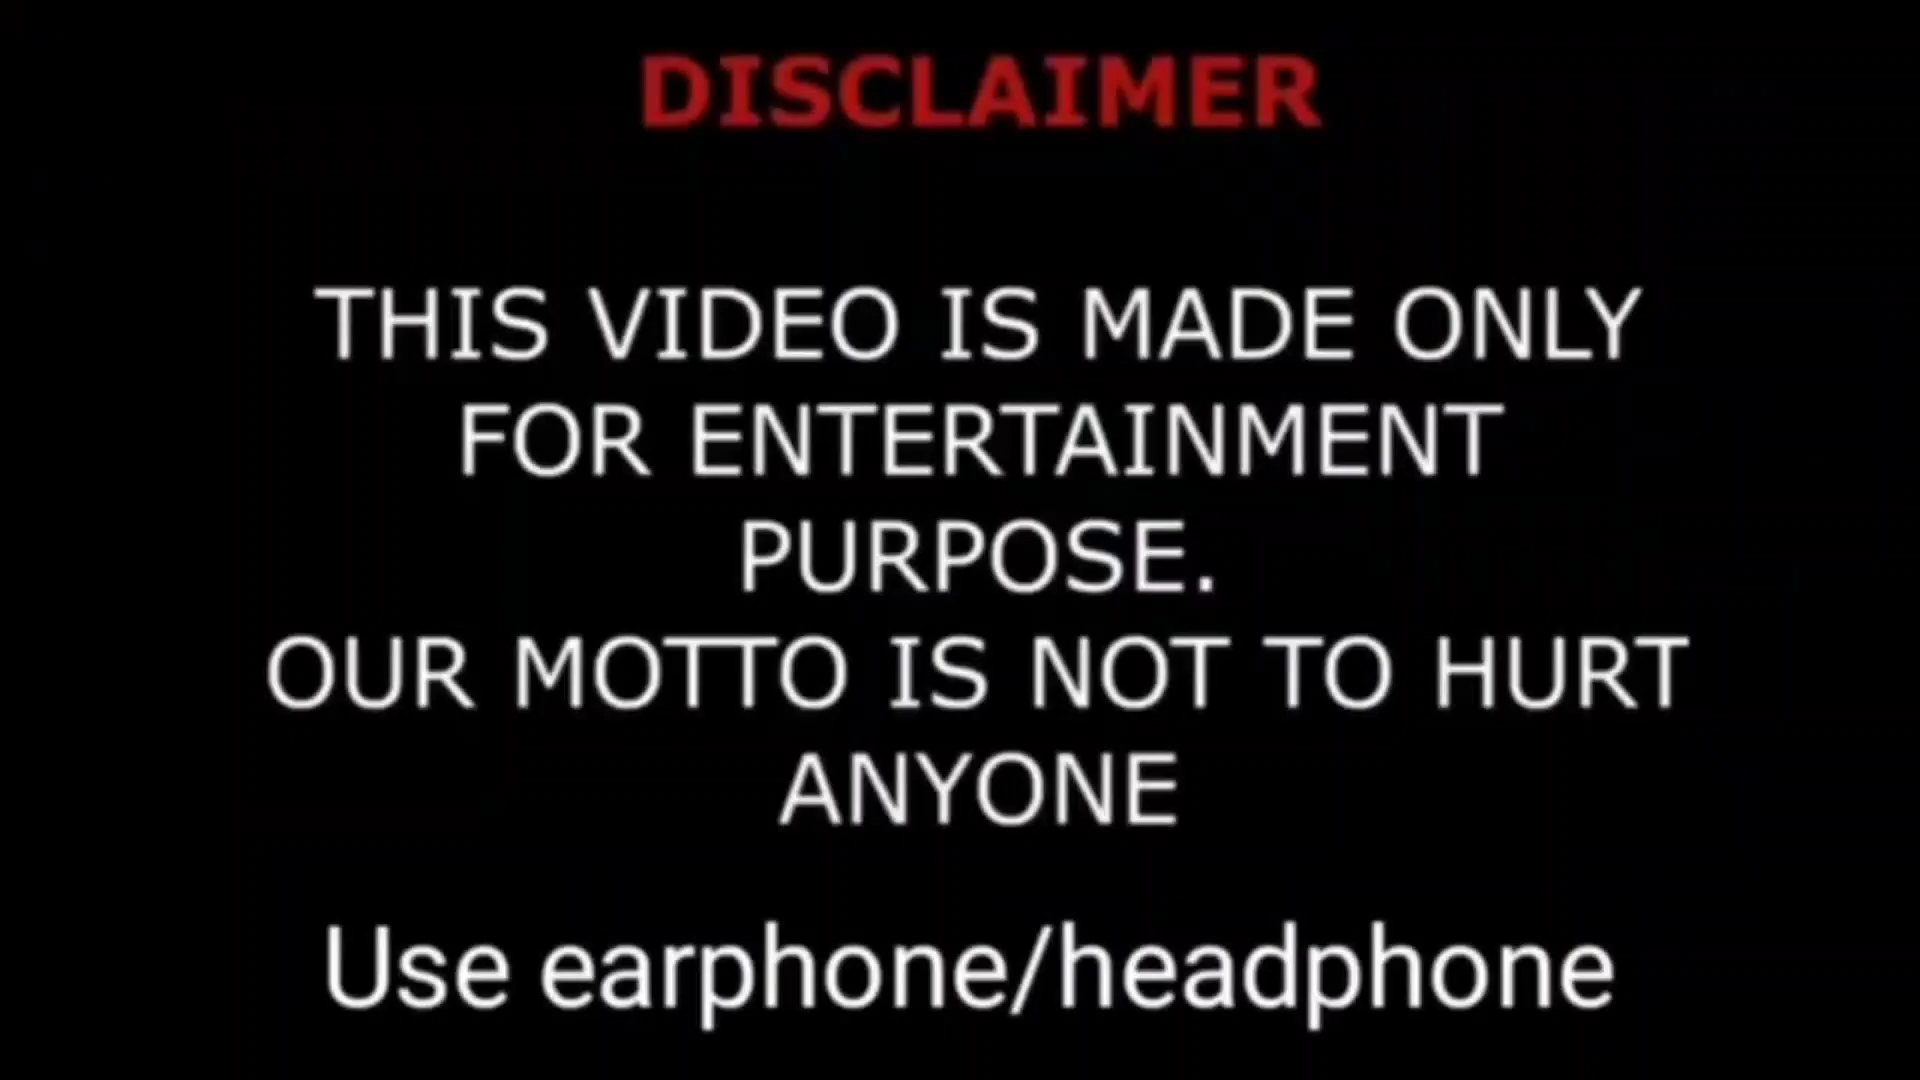 DISCLAIMER
THIS VIDEO IS MADE ONLY
FOR ENTERTAINMENT
PURPOSE.
OUR MOTTO IS NOT TO HURT
ANYONE
Use earphone/headphone